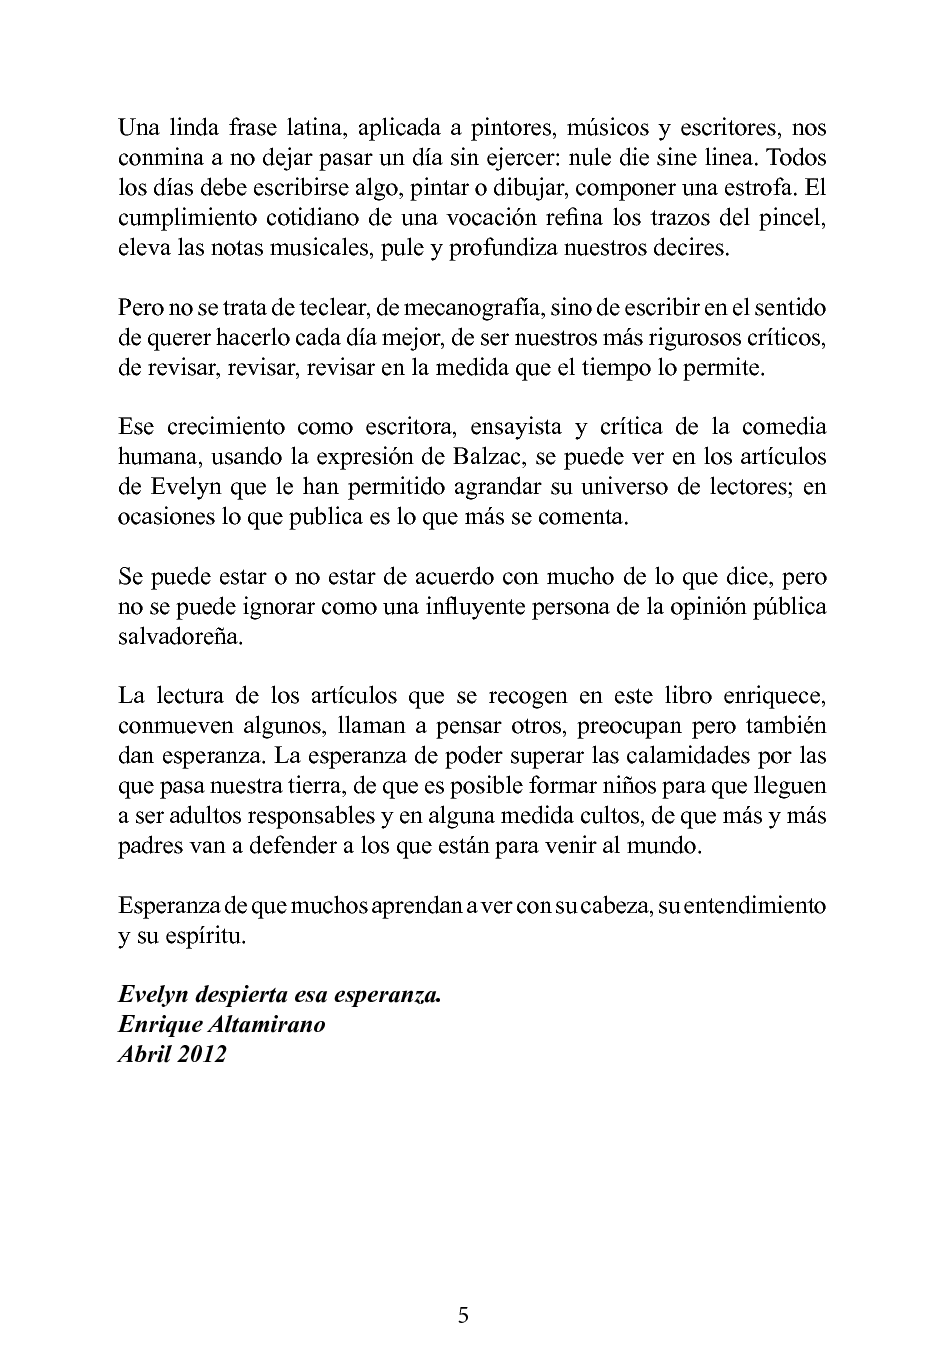 Una linda frase latina, aplicada a pintores, músicos y escritores, nos
conmina a no dejar pasar un día sin ejercer: nule die sine linea. Todos
los días debe escribirse algo, pintar o dibujar, componer una estrofa. El
cumplimiento cotidiano de una vocación refina los trazos del pincel,
eleva las notas musicales, pule y profundiza nuestros decires.
Pero no se trata de teclear, de mecanografía, sino de escribir en el sentido
de querer hacerlo cada día mejor, de ser nuestros más rigurosos críticos,
de revisar, revisar, revisar en la medida que el tiempo lo permite.
Ese crecimiento como escritora, ensayista y crítica de la comedia
humana, usando la expresión de Balzac, se puede ver en los artículos
de Evelyn que le han permitido agrandar su universo de lectores; en
ocasiones lo que publica es lo que más se comenta.
Se puede estar o no estar de acuerdo con mucho de lo que dice, pero
no se puede ignorar como una influyente persona de la opinión pública
salvadoreña.
La lectura de los artículos que se recogen en este libro enriquece,
conmueven algunos, llaman a pensar otros, preocupan pero también
dan esperanza. La esperanza de poder superar las calamidades por las
que pasa nuestra tierra, de que es posible formar niños para que lleguen
a ser adultos responsables y en alguna medida cultos, de que más y más
padres van a defender a los que están para venir al mundo.
Esperanza de que muchos aprendan a ver con su cabeza, su entendimiento
y su espíritu.
Evelyn despierta esa esperanza.
Enrique Altamirano
Abril 2012
5